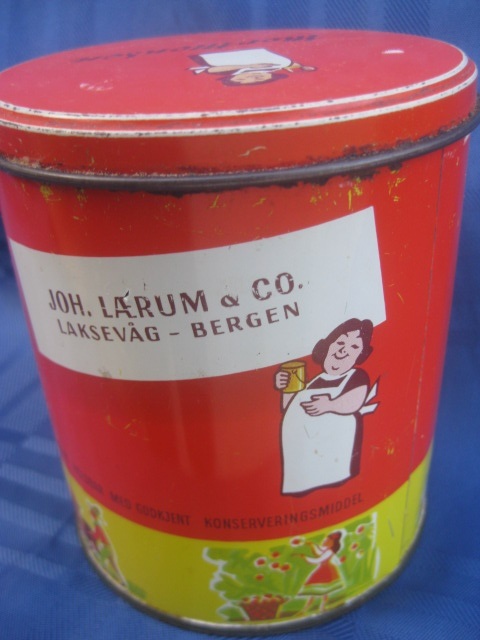 JOH. LÆRUM & CO.
LAKSEVÅG - BERGEN
MED GODKJENT KONSERVERINGSMIDDEL